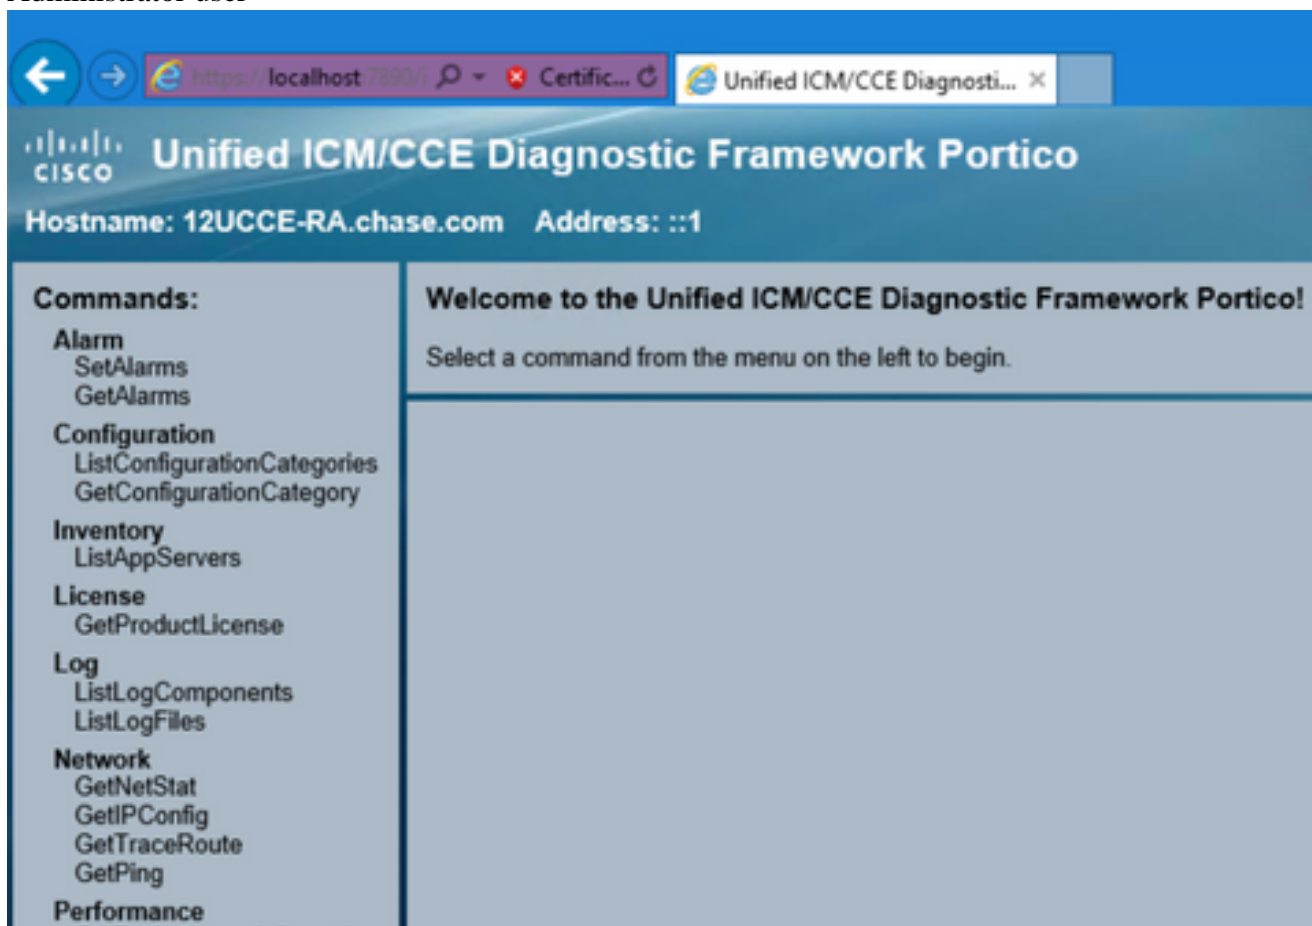 Administrator user
https://localhost:7890/i
Certific...
Unified ICM/CCE Diagnosti...
CISCO
Unified ICM/CCE Diagnostic Framework Portico
Hostname: 12UCCE-RA.chase.com Address: ::1
Commands:
Alarm
SetAlarms
GetAlarms
Configuration
ListConfigurationCategories
GetConfigurationCategory
Inventory
ListAppServers
License
GetProductLicense
Log
ListLogComponents
ListLogFiles
Network
GetNetStat
GetIPConfig
GetTraceRoute
GetPing
Performance
Welcome to the Unified ICM/CCE Diagnostic Framework Portico!
Select a command from the menu on the left to begin.